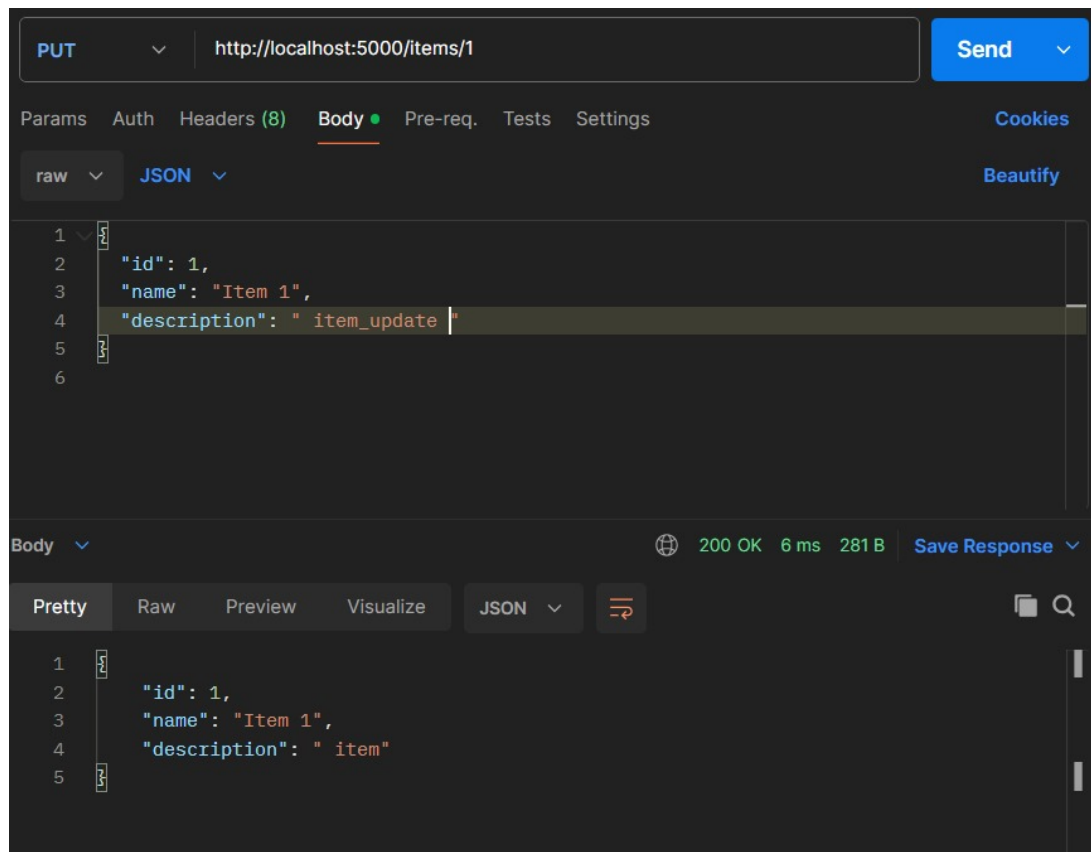 PUT http://localhost:5000/items/1 Send
Params Auth Headers (8) Body Pre-req. Tests Settings Cookies
raw JSON Beautify
1 {
2 "id": 1,
3 "name": "Item 1",
4 "description": " item_update "
5 }
6
Body 200 OK 6 ms 281 B Save Response
Pretty Raw Preview Visualize JSON
1 {
2 "id": 1,
3 "name": "Item 1",
4 "description": " item"
5 }